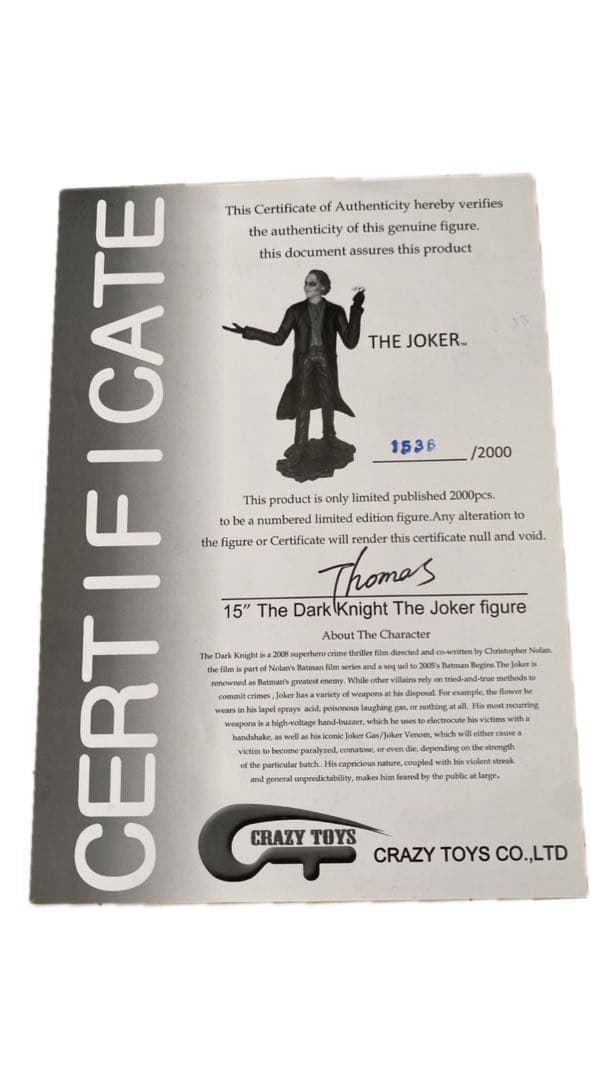 CERTIFICATE
This Certificate of Authenticity hereby verifies
the authenticity of this genuine figure.
this document assures this product
THE JOKER™
1536 /2000
This product is only limited published 2000pcs.
to be a numbered limited edition figure.Any alteration to
the figure or Certificate will render this certificate null and void.
Thomas
15" The Dark Knight The Joker figure
About The Character
The Dark Knight is a 2008 superhero crime thriller film directed and co-written by Christopher Nolan.
the film is part of Nolan's Batman film series and a seq uel to 2005's Batman Begins.The Joker is
renowned as Batman's greatest enemy. While other villains rely on tried-and-true methods to
commit crimes , Joker has a variety of weapons at his disposal. For example, the flower he
wears in his lapel sprays acid, poisonous laughing gas, or nothing at all. His most recurring
weapons is a high-voltage hand-buzzer, which he uses to electrocute his victims with a
handshake, as well as his iconic Joker Gas/Joker Venom, which will either cause a
victim to become paralyzed, comatose, or even die, depending on the strength
of the particular batch. His capricious nature, coupled with his violent streak
and general unpredictability, makes him feared by the public at large.
CRAZY TOYS
CRAZY TOYS CO.,LTD